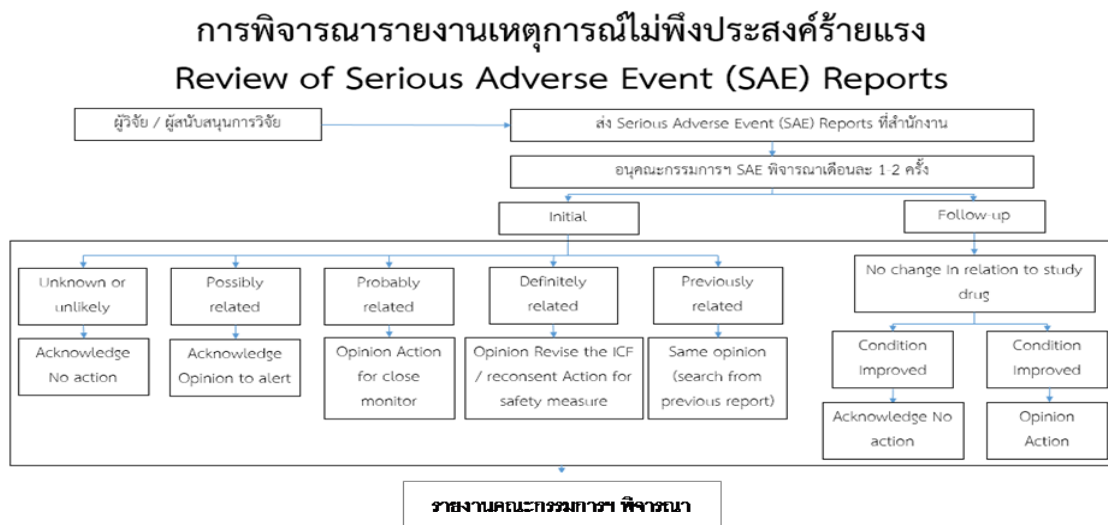 การพิจารณารายงานเหตุการณ์ไม่พึงประสงค์ร้ายแรง
Review of Serious Adverse Event (SAE) Reports
ผู้วิจัย / ผู้สนับสนุนการวิจัย
ส่ง Serious Adverse Event (SAE) Reports ที่สำนักงาน
อนุคณะกรรมการฯ SAE พิจารณาเดือนละ 1-2 ครั้ง
Initial
Follow-up
Unknown or
unlikely
Possibly
related
Probably
related
Definitely
related
Previously
related
No change In relation to study
drug
Acknowledge
No action
Acknowledge
Opinion to alert
Opinion Action
for close
monitor
Opinion Revise the ICF
/ reconsent Action for
safety measure
Same opinion
(search from
previous report)
Condition
Improved
Condition
Improved
Acknowledge No
action
Opinion
Action
รายงานคณะกรรมการฯ พิจารณา